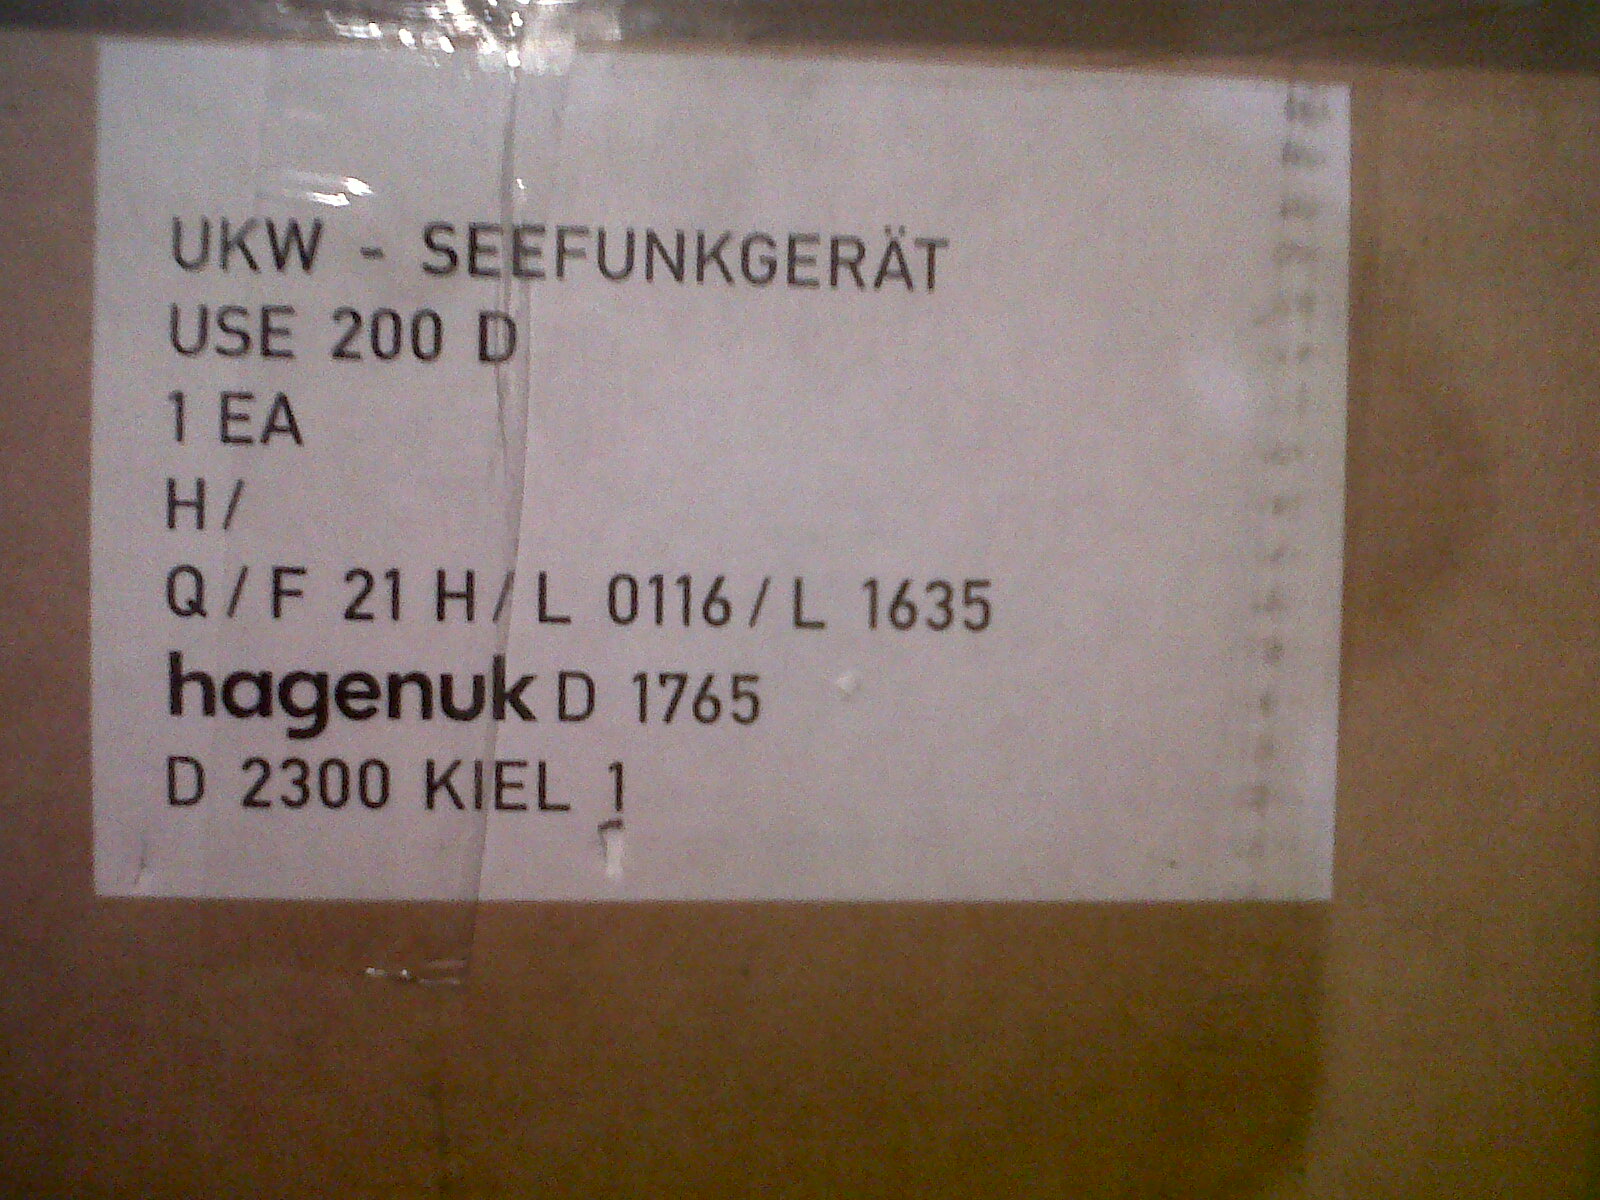 UKW - SEEFUNKGERÄT
USE 200 D
1 EA
H /
Q / F 21 H / L 0116 / L 1635
hagenuk D 1765
D 2300 KIEL 1